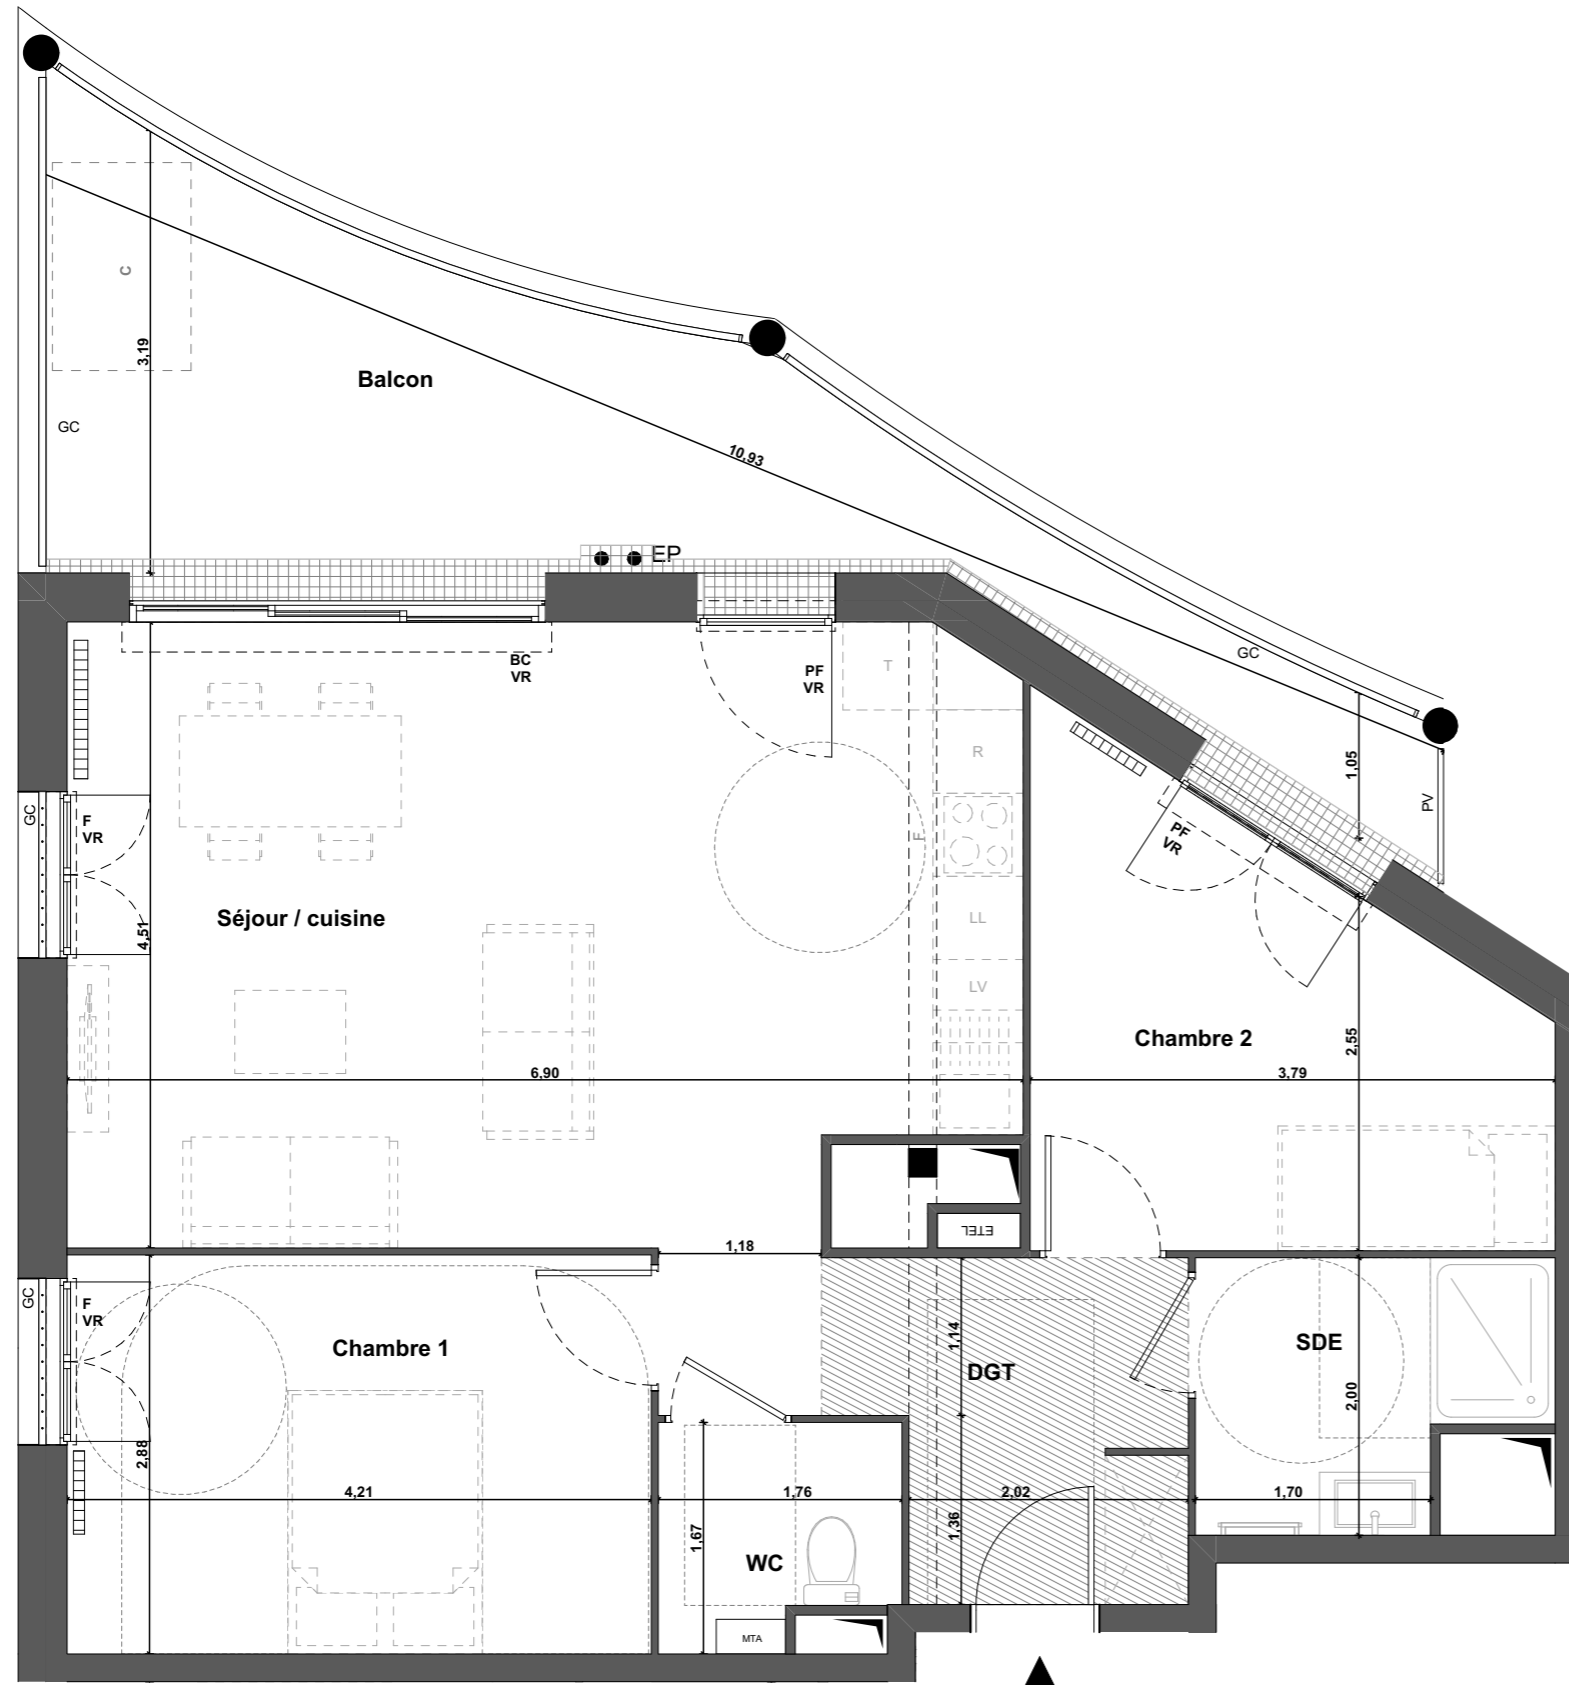 C
3,19
Balcon
GC
10,93
EP
GC
BC
VR
PF
VR
T
R
1,05
PV
GC
F
VR
PF
VR
F
4,51
Séjour / cuisine
LL
LV
Chambre 2
2,55
6,90
3,79
ETEL
1,18
GC
F
VR
Chambre 1
1,14
DGT
SDE
2,00
2,88
4,21
1,76
2,02
1,70
1,67
1,36
WC
MTA